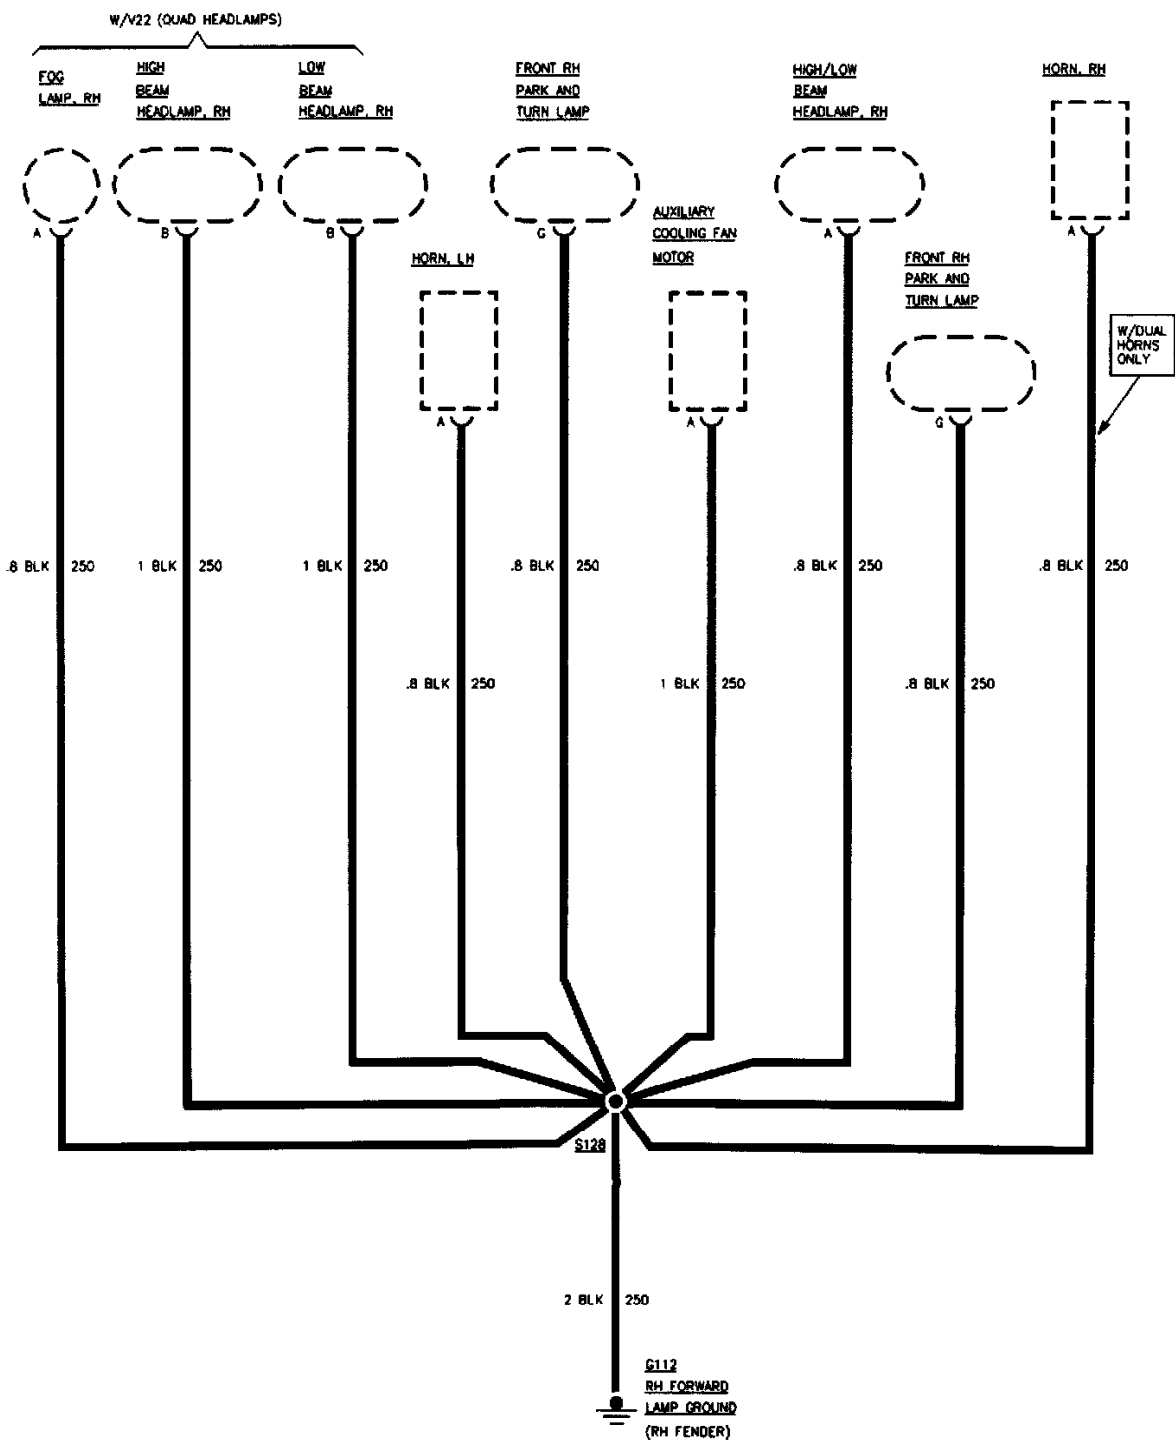 W/V22 (QUAD HEADLAMPS)
FOG
LAMP, RH
HIGH
BEAM
HEADLAMP, RH
LOW
BEAM
HEADLAMP, RH
FRONT RH
PARK AND
TURN LAMP
HIGH/LOW
BEAM
HEADLAMP, RH
HORN, RH
A
B
B
G
A
A
HORN, LH
AUXILIARY
COOLING FAN
MOTOR
FRONT RH
PARK AND
TURN LAMP
W/DUAL
HORNS
ONLY
A
A
G
.8 BLK 250
1 BLK 250
1 BLK 250
.8 BLK 250
.8 BLK 250
.8 BLK 250
.8 BLK 250
1 BLK 250
.8 BLK 250
S128
2 BLK 250
G112
RH FORWARD
LAMP GROUND
(RH FENDER)